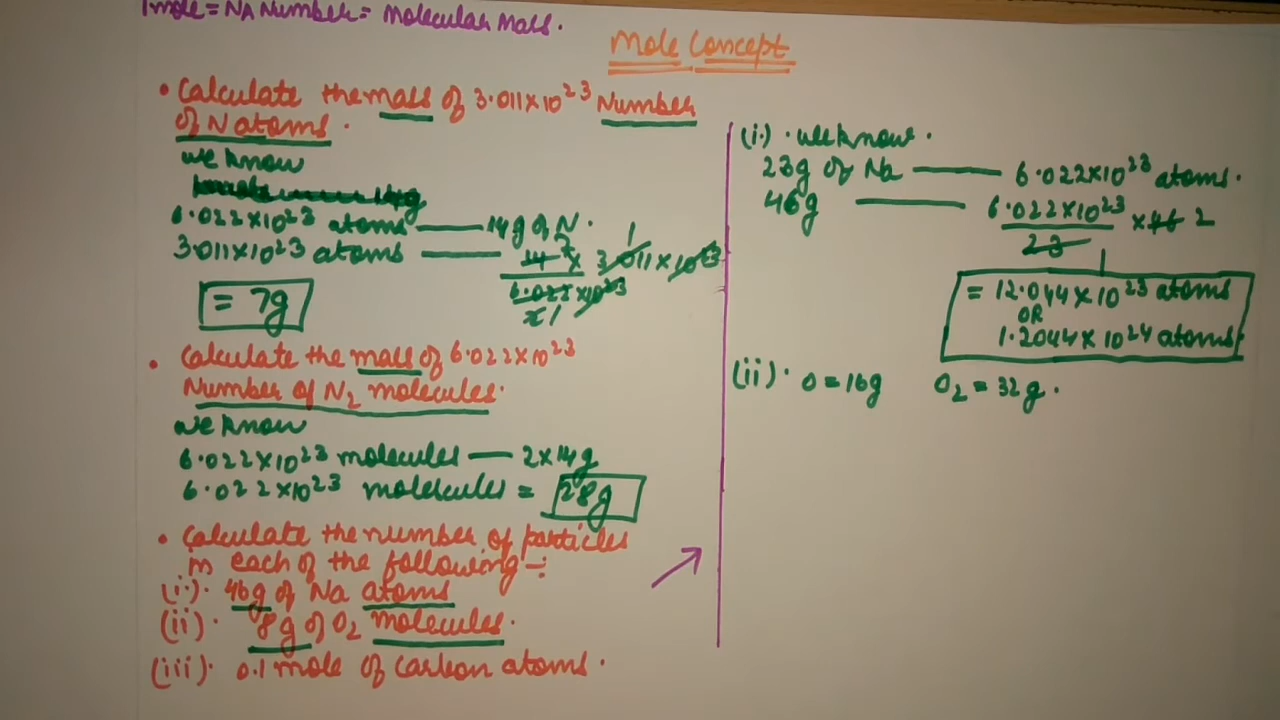 1mole = NA Number = Molecular Mass.
Mole Concept
• Calculate the mass of 3.011×10²³ Number
of N atoms.
we know
6.022×10²³ atoms —— 14g of N.
3.011×10²³ atoms —— 14 7 × 3.011 1 ×10²³
6.022×10²³
2 1
= 7g
• Calculate the mass of 6.022×10²³
Number of N₂ molecules.
we know
6.022×10²³ molecules — 2×14g
6.022×10²³ molelcules = 28g
• Calculate the number of particles
in each of the following :-
(i). 46g of Na atoms
(ii). 8g of O₂ molecules.
(iii). 0.1 mole of Carbon atoms.
(i.) . we know.
23g of Na —— 6.022×10²³ atoms.
46g —— 6.022×10²³ × 46 2
23
1
= 12.044×10²³ atoms
OR
1.2044×10²⁴ atoms.
(ii). O = 16g O₂ = 32g.